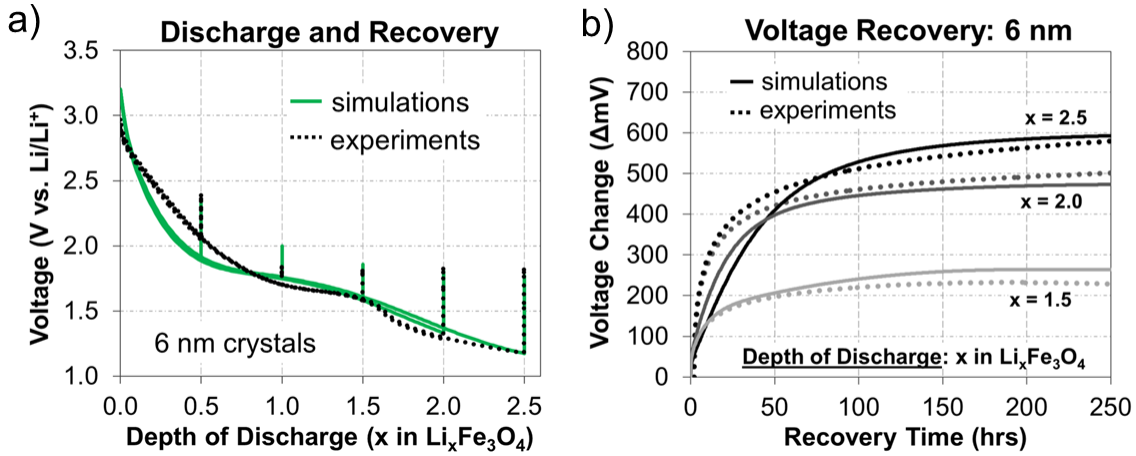 a)
Discharge and Recovery
3.5
3.0
2.5
2.0
1.5
1.0
Voltage (V vs. Li/Li⁺)
simulations
experiments
6 nm crystals
0.0 0.5 1.0 1.5 2.0 2.5
Depth of Discharge (x in LiₓFe₃O₄)
b)
Voltage Recovery: 6 nm
800
700
600
500
400
300
200
100
0
Voltage Change (ΔmV)
simulations
experiments
x = 2.5
x = 2.0
x = 1.5
Depth of Discharge: x in LiₓFe₃O₄
0 50 100 150 200 250
Recovery Time (hrs)